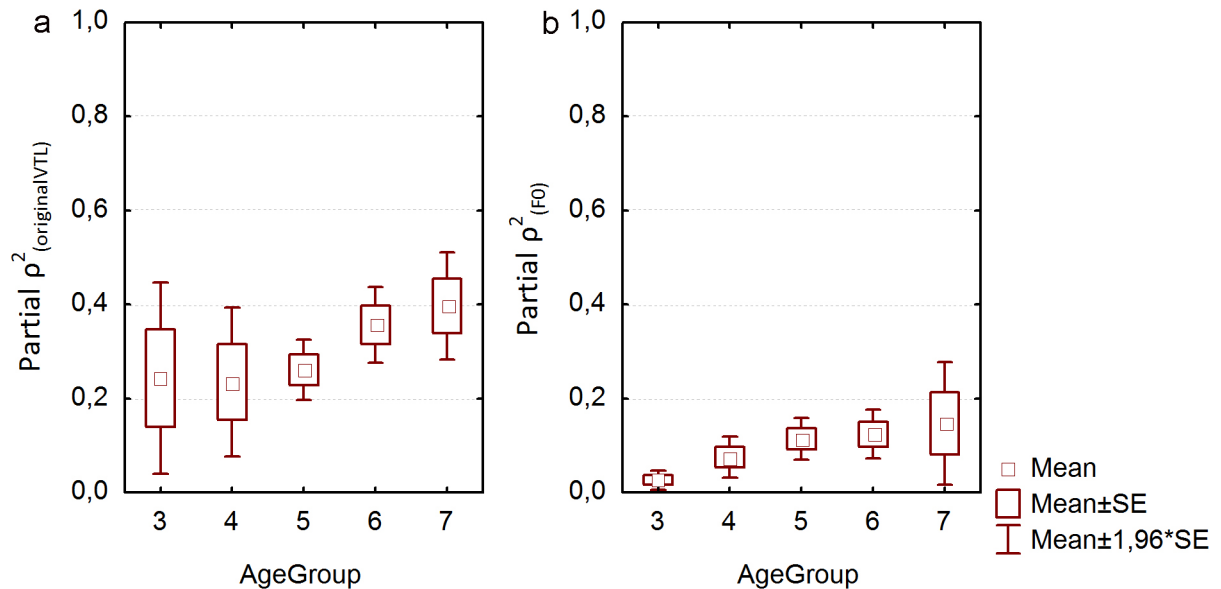 a
Partial ρ² (originalVTL)
1,0
0,8
0,6
0,4
0,2
0,0
3 4 5 6 7
AgeGroup
b
Partial ρ² (F0)
1,0
0,8
0,6
0,4
0,2
0,0
3 4 5 6 7
AgeGroup
Mean
Mean±SE
Mean±1,96*SE